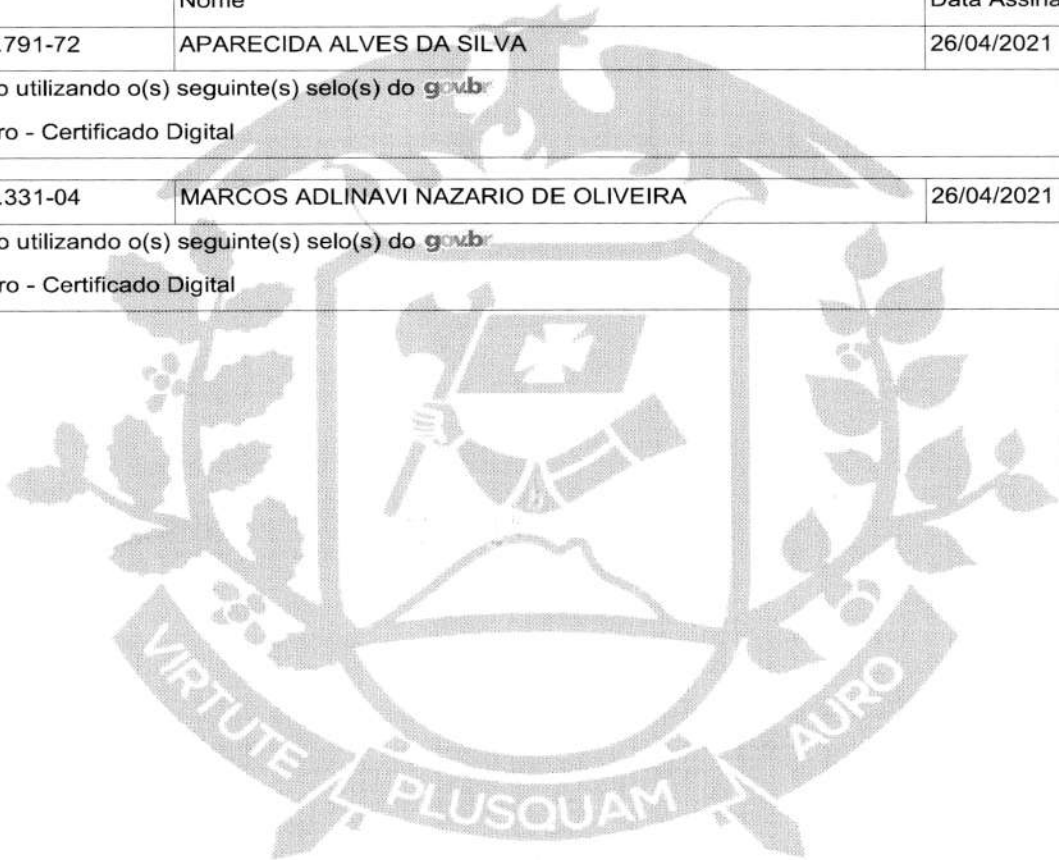 Nome Data Assina
.791-72 APARECIDA ALVES DA SILVA 26/04/2021
o utilizando o(s) seguinte(s) selo(s) do gov.br
ro - Certificado Digital
.331-04 MARCOS ADLINAVI NAZARIO DE OLIVEIRA 26/04/2021
o utilizando o(s) seguinte(s) selo(s) do gov.br
ro - Certificado Digital
VIRTUTE PLUSQUAM AURO